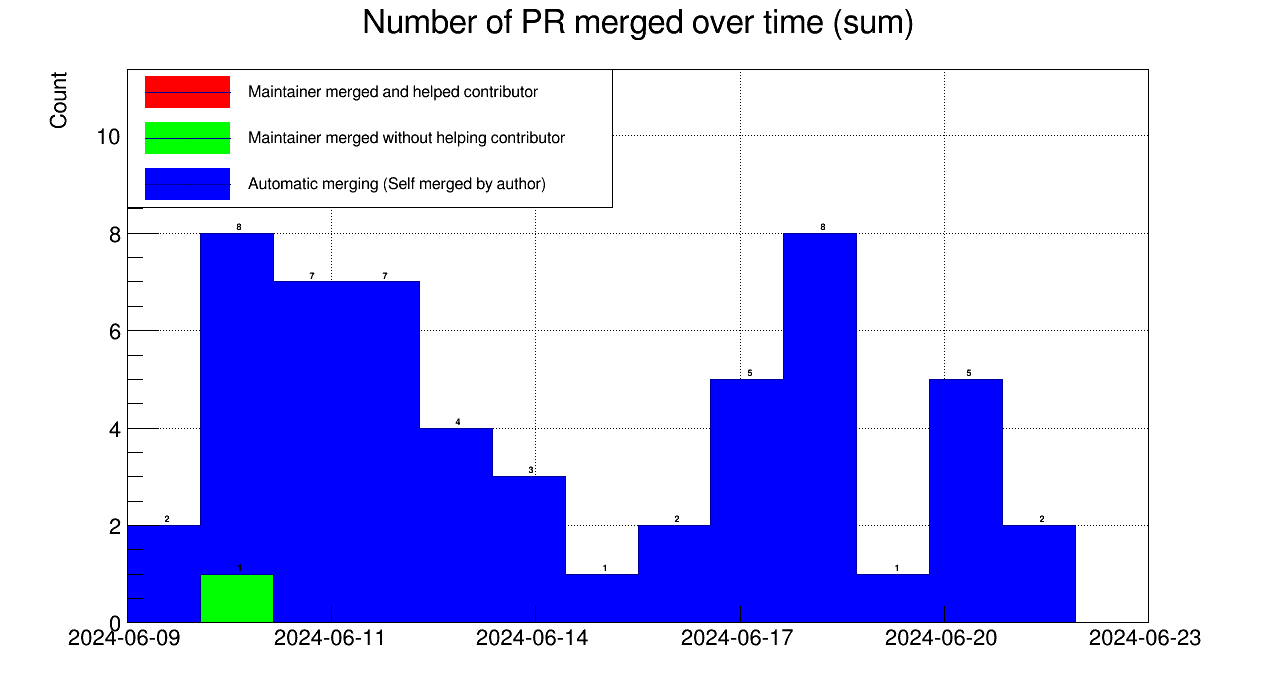 Number of PR merged over time (sum)
Count
Maintainer merged and helped contributor
Maintainer merged without helping contributor
Automatic merging (Self merged by author)
10
8
6
4
2
0
2 8 7 7 4 3 1 2 5 8 1 5 2
1
2024-06-09 2024-06-11 2024-06-14 2024-06-17 2024-06-20 2024-06-23